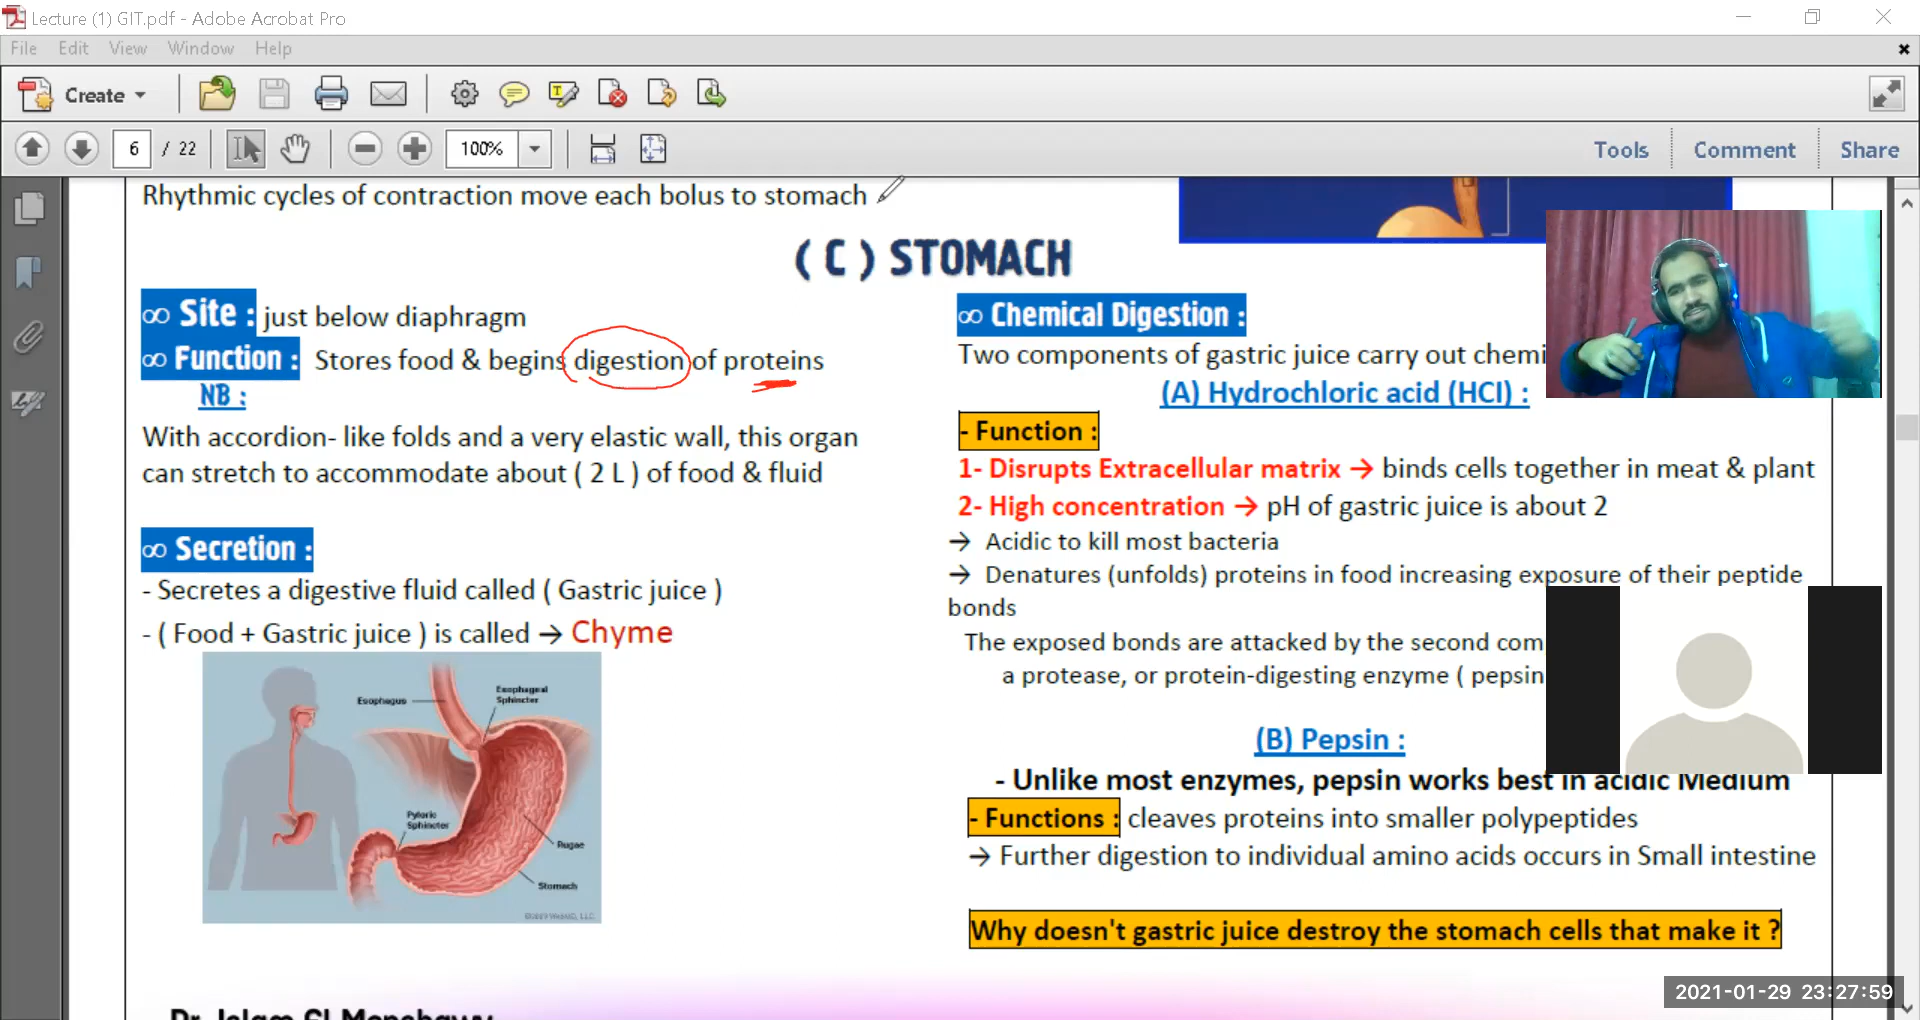 Lecture (1) GIT.pdf - Adobe Acrobat Pro
File Edit View Window Help
Create
6 / 22
100%
Tools Comment Share
Rhythmic cycles of contraction move each bolus to stomach
( C ) STOMACH
∞ Site : just below diaphragm
∞ Function : Stores food & begins digestion of proteins
NB :
With accordion- like folds and a very elastic wall, this organ
can stretch to accommodate about ( 2 L ) of food & fluid
∞ Secretion :
- Secretes a digestive fluid called ( Gastric juice )
- ( Food + Gastric juice ) is called → Chyme
Esophagus
Esophageal
Sphincter
Pyloric
Sphincter
Rugae
Stomach
∞ Chemical Digestion :
Two components of gastric juice carry out chemi
(A) Hydrochloric acid (HCl) :
- Function :
1- Disrupts Extracellular matrix → binds cells together in meat & plant
2- High concentration → pH of gastric juice is about 2
→ Acidic to kill most bacteria
→ Denatures (unfolds) proteins in food increasing exposure of their peptide
bonds
The exposed bonds are attacked by the second com
a protease, or protein-digesting enzyme ( pepsin
(B) Pepsin :
- Unlike most enzymes, pepsin works best in acidic Medium
- Functions : cleaves proteins into smaller polypeptides
→ Further digestion to individual amino acids occurs in Small intestine
Why doesn't gastric juice destroy the stomach cells that make it ?
2021-01-29 23:27:59